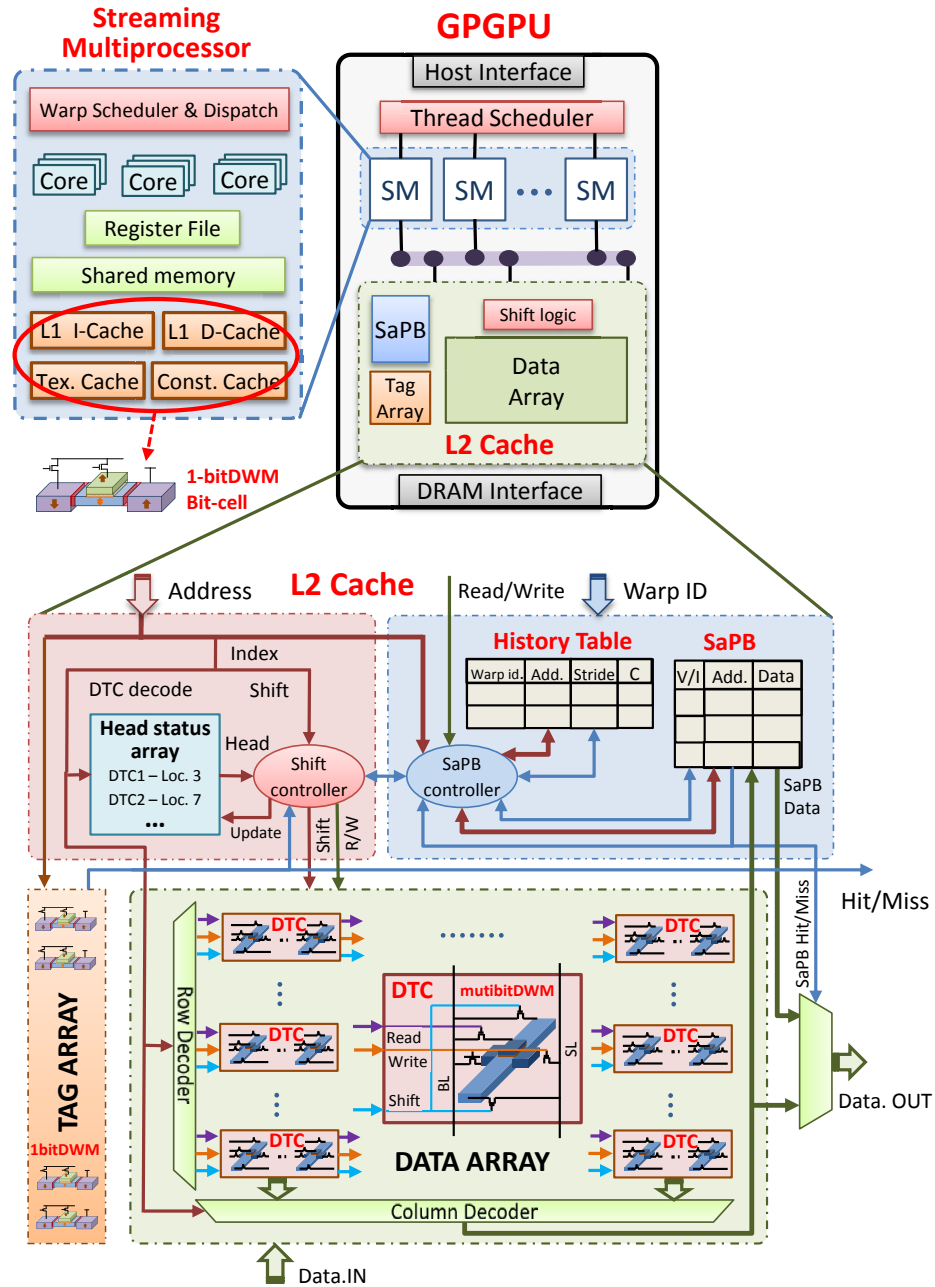 Streaming
Multiprocessor
Warp Scheduler & Dispatch
Core
Core
Core
Register File
Shared memory
L1 I-Cache
L1 D-Cache
Tex. Cache
Const. Cache
1-bitDWM
Bit-cell
GPGPU
Host Interface
Thread Scheduler
SM
SM
...
SM
SaPB
Shift logic
Tag
Array
Data
Array
L2 Cache
DRAM Interface
L2 Cache
Address
Read/Write
Warp ID
Index
DTC decode
Shift
Head status
array
DTC1 – Loc. 3
DTC2 – Loc. 7
...
Head
Update
Shift
controller
Shift
R/W
History Table
Warp id.
Add.
Stride
C
SaPB
V/I
Add.
Data
SaPB
controller
SaPB
Data
Hit/Miss
SaPB Hit/Miss
TAG ARRAY
1bitDWM
Row Decoder
DTC
.......
DTC
DTC
DTC
DTC
DTC
DTC
mutibitDWM
Read
Write
Shift
BL
SL
DATA ARRAY
Column Decoder
Data.IN
Data. OUT